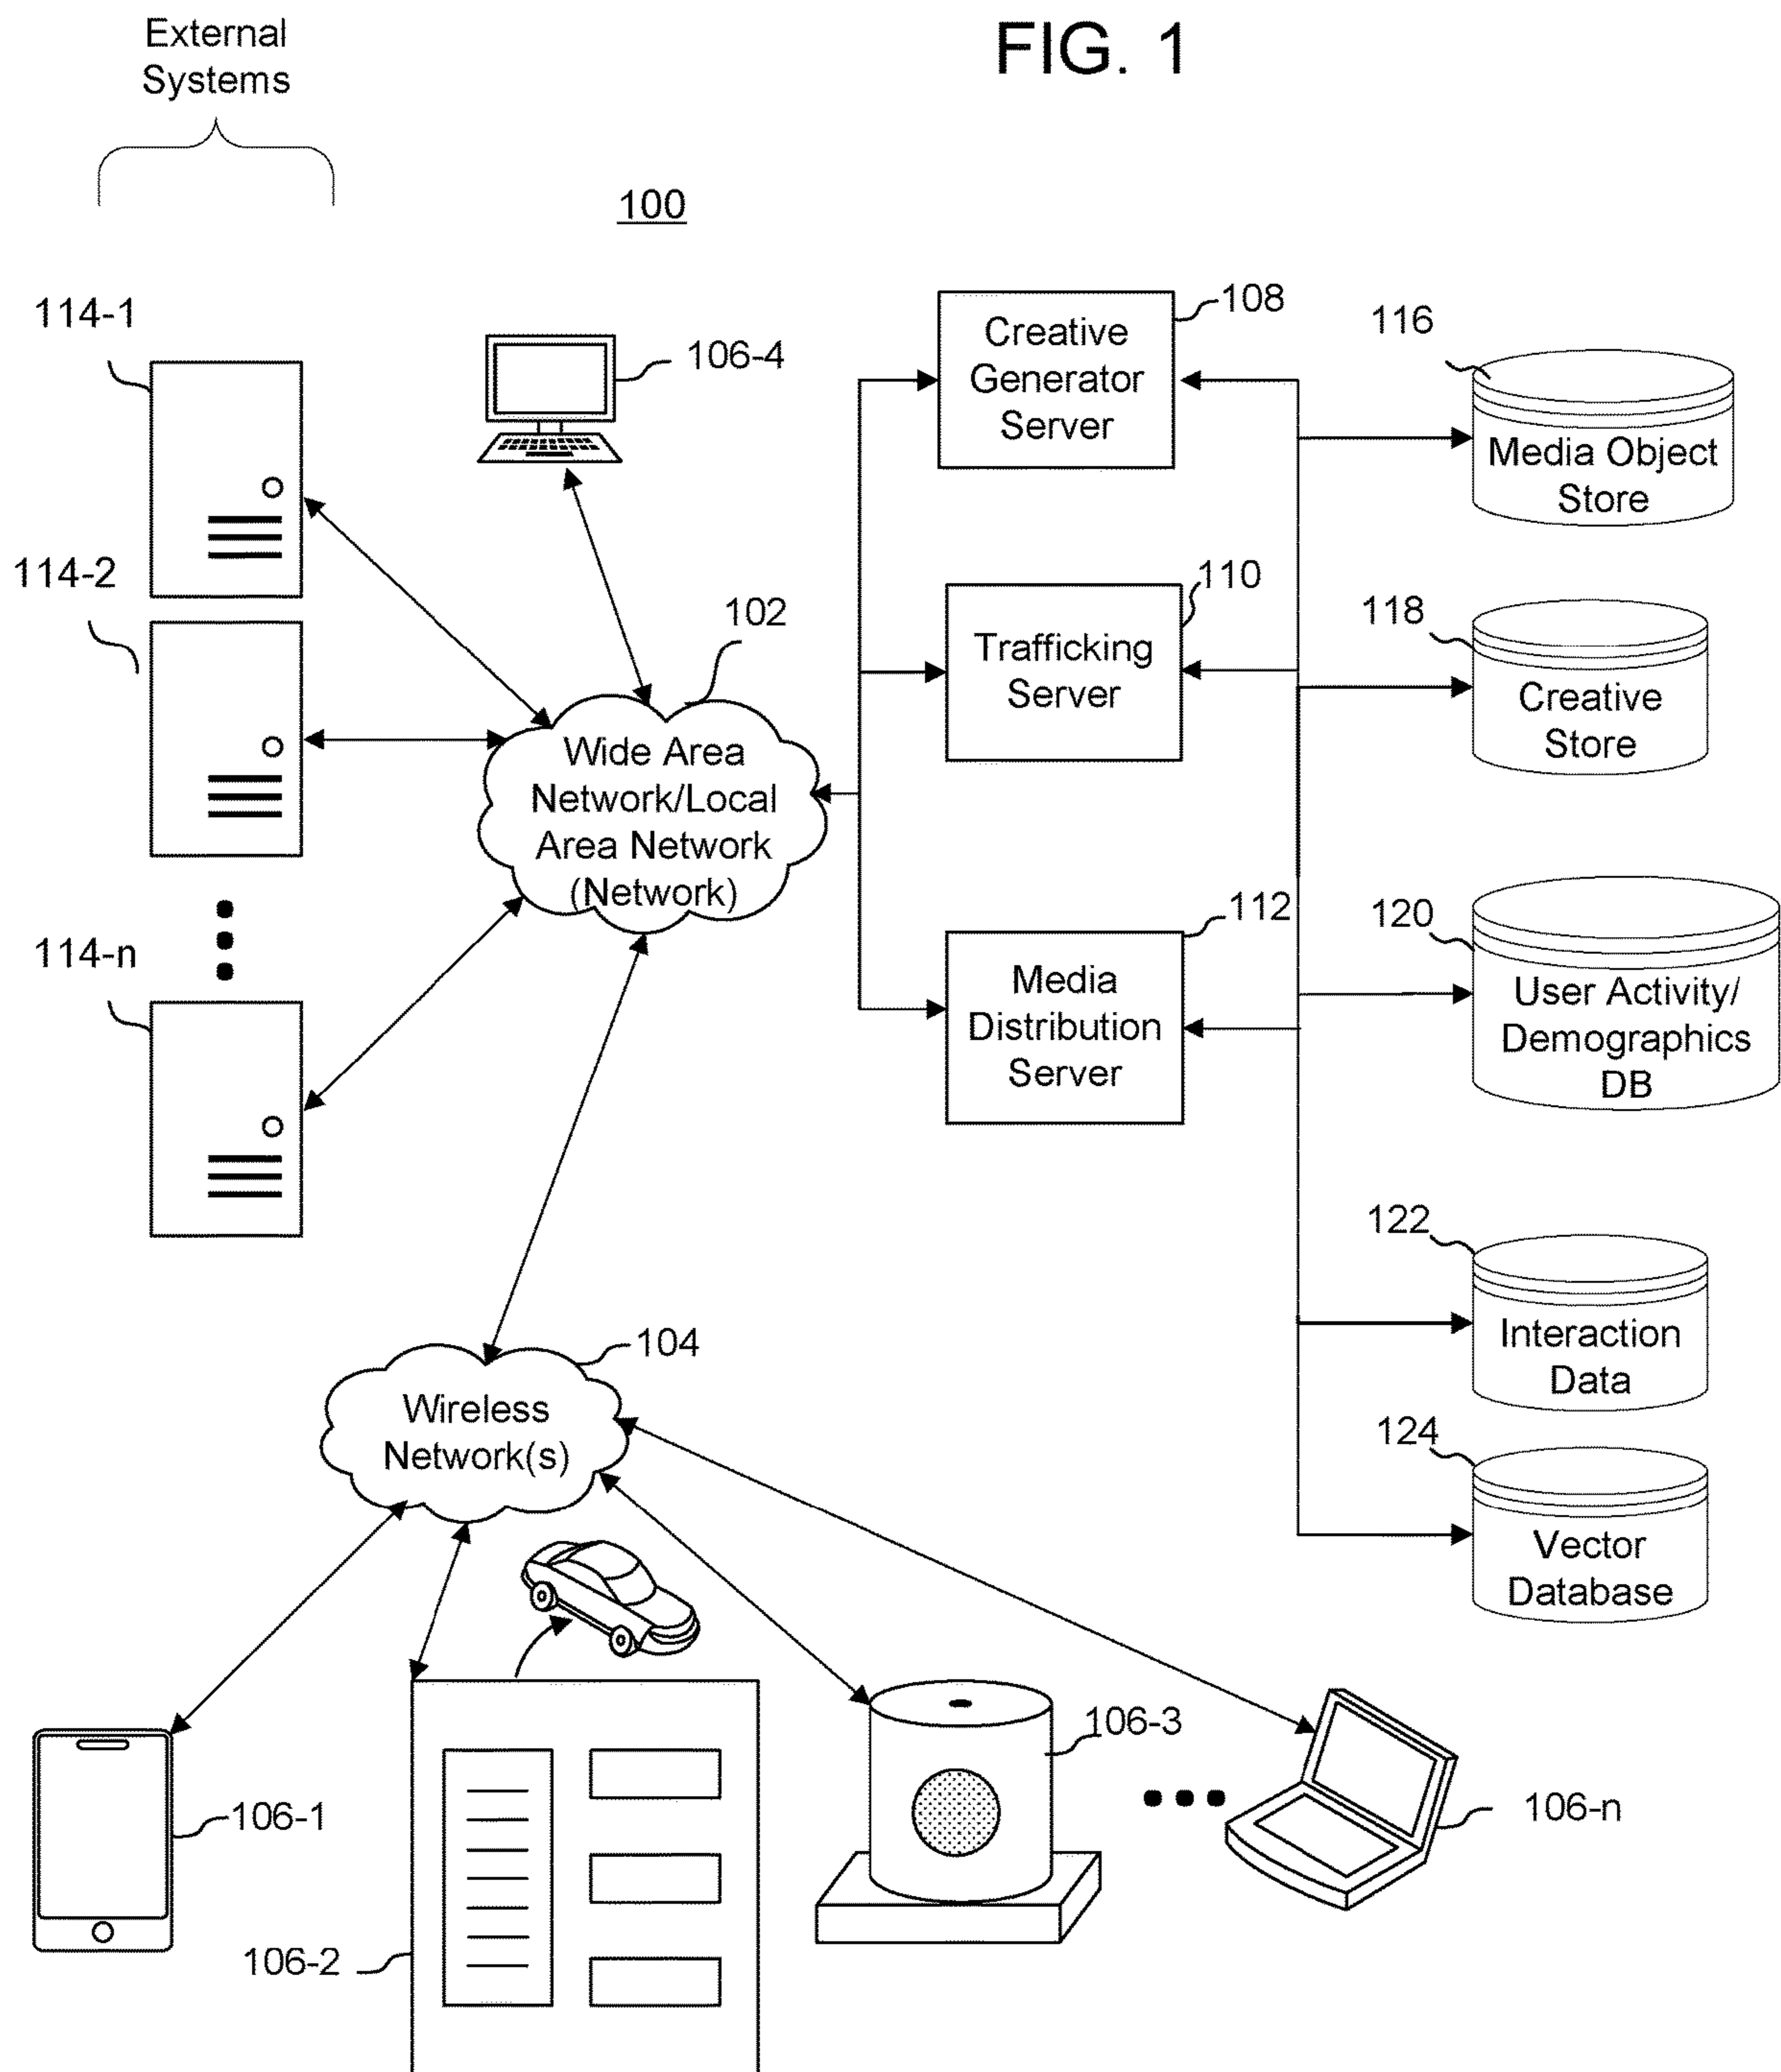 External
Systems
FIG. 1
100
114-1
106-4
108
Creative
Generator
Server
116
Media Object
Store
114-2
102
110
Trafficking
Server
118
Creative
Store
Wide Area
Network/Local
Area Network
(Network)
114-n
112
Media
Distribution
Server
120
User Activity/
Demographics
DB
122
Interaction
Data
104
Wireless
Network(s)
124
Vector
Database
106-1
106-2
106-3
106-n